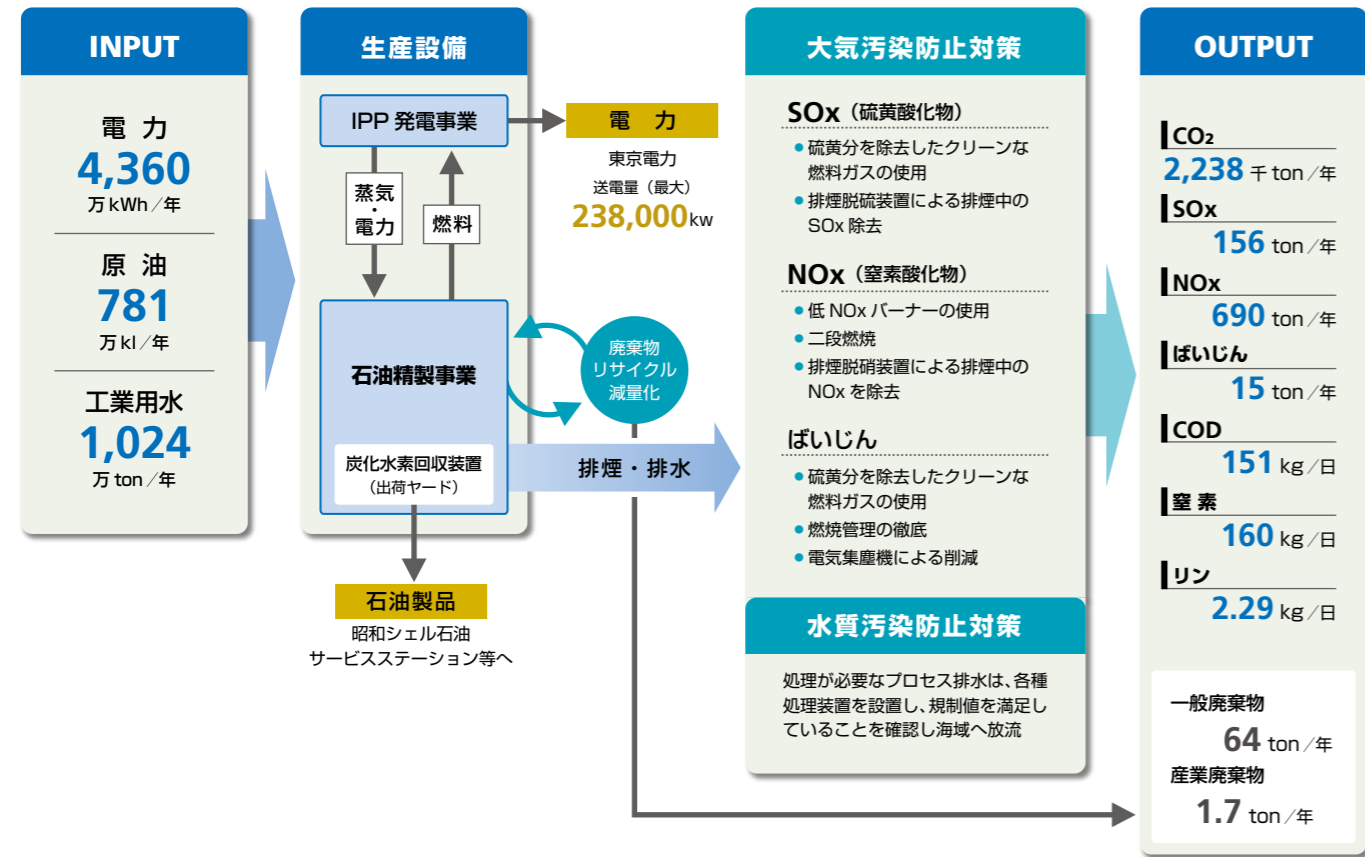 INPUT
電力
4,360
万kWh/年
原油
781
万kl/年
工業用水
1,024
万ton/年
生産設備
IPP 発電事業
蒸気・電力
燃料
石油精製事業
炭化水素回収装置
(出荷ヤード)
電力
東京電力
送電量(最大)
238,000kw
廃棄物
リサイクル
減量化
排煙・排水
石油製品
昭和シェル石油
サービスステーション等へ
大気汚染防止対策
SOx(硫黄酸化物)
●硫黄分を除去したクリーンな
燃料ガスの使用
●排煙脱硫装置による排煙中の
SOx 除去
NOx(窒素酸化物)
●低 NOx バーナーの使用
●二段燃焼
●排煙脱硝装置による排煙中の
NOx を除去
ばいじん
●硫黄分を除去したクリーンな
燃料ガスの使用
●燃焼管理の徹底
●電気集塵機による削減
水質汚染防止対策
処理が必要なプロセス排水は、各種
処理装置を設置し、規制値を満足し
ていることを確認し海域へ放流
OUTPUT
CO₂
2,238 千ton/年
SOx
156 ton/年
NOx
690 ton/年
ばいじん
15 ton/年
COD
151 kg/日
窒素
160 kg/日
リン
2.29 kg/日
一般廃棄物
64 ton/年
産業廃棄物
1.7 ton/年